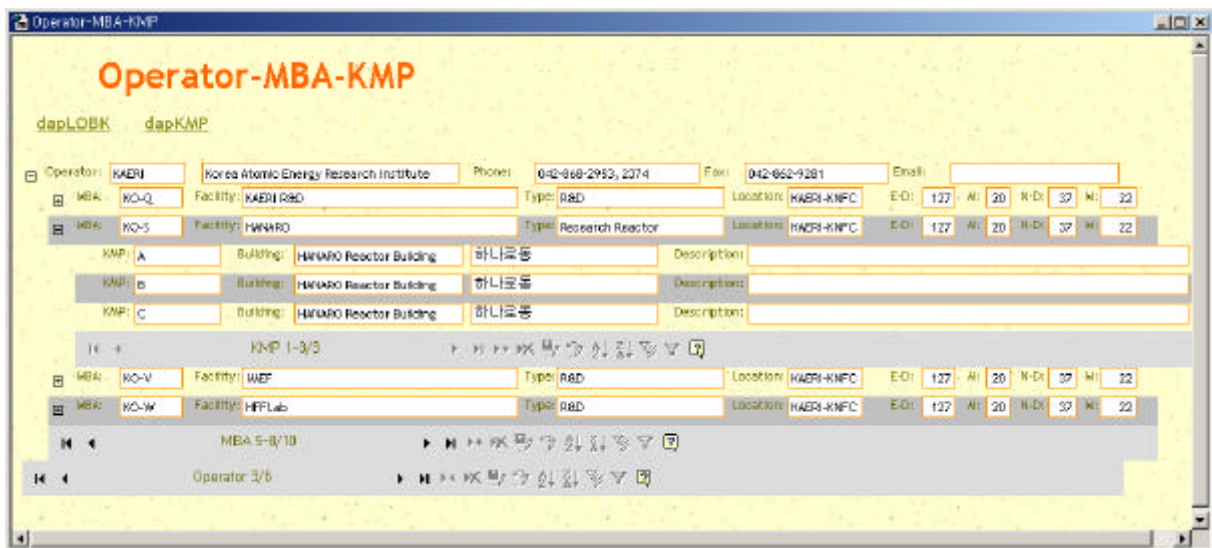 Operator-MBA-KMP
Operator-MBA-KMP
dapLOBK dapKMP
Operator: KAERI Korea Atomic Energy Research Institute Phone: 042-868-2953, 2374 Fax: 042-862-9281 Email:
MBA: KO-Q Facility: KAERI R&D Type: R&D Location: KAERI-KNFC E-D: 127 M: 20 N-D: 37 M: 22
MBA: KO-S Facility: HANARO Type: Research Reactor Location: KAERI-KNFC E-D: 127 M: 20 N-D: 37 M: 22
KMP: A Building: HANARO Reactor Building 하나로동 Description:
KMP: B Building: HANARO Reactor Building 하나로동 Description:
KMP: C Building: HANARO Reactor Building 하나로동 Description:
KMP 1-3/3
MBA: KO-V Facility: Type: R&D Location: KAERI-KNFC E-D: 127 M: 20 N-D: 37 M: 22
MBA: KO-W Facility: HFFLab Type: R&D Location: KAERI-KNFC E-D: 127 M: 20 N-D: 37 M: 22
MBA 5-8/10
Operator 3/6